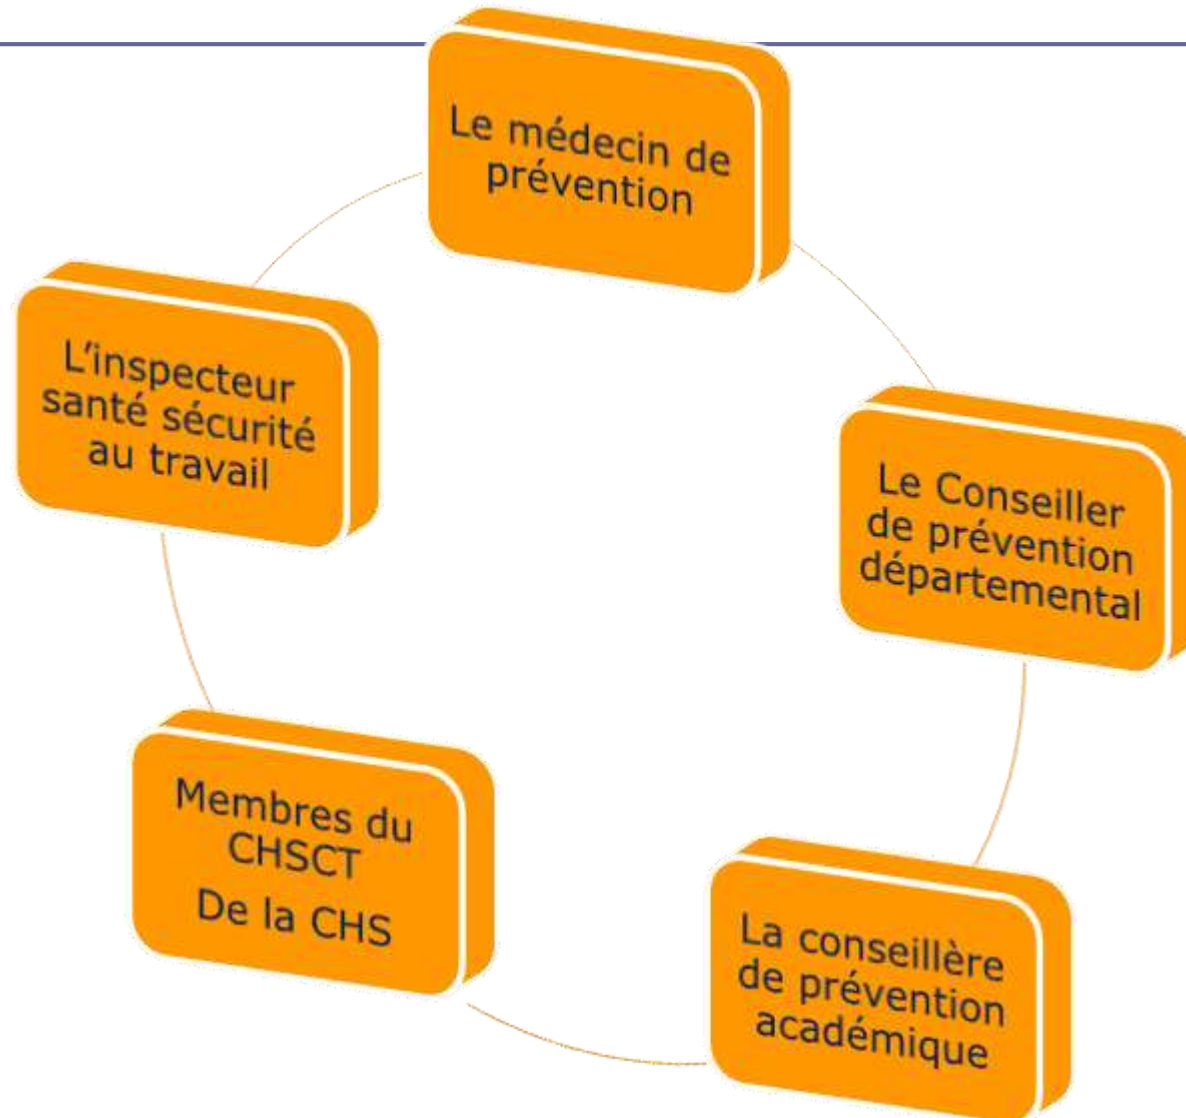 Le médecin de
prévention
L'inspecteur
santé sécurité
au travail
Le Conseiller
de prévention
départemental
Membres du
CHSCT
De la CHS
La conseillère
de prévention
académique